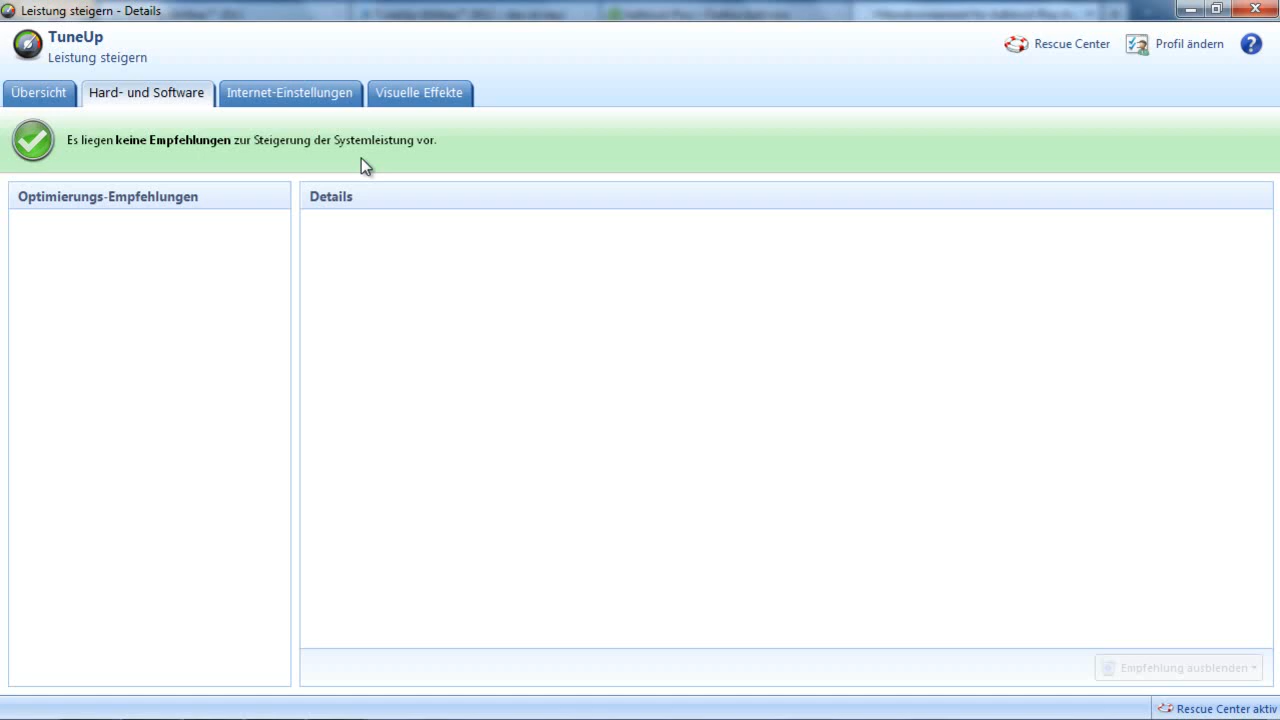 Leistung steigern - Details
TuneUp
Leistung steigern
Rescue Center
Profil ändern
Übersicht
Hard- und Software
Internet-Einstellungen
Visuelle Effekte
Es liegen keine Empfehlungen zur Steigerung der Systemleistung vor.
Optimierungs-Empfehlungen
Details
Empfehlung ausblenden
Rescue Center aktiv